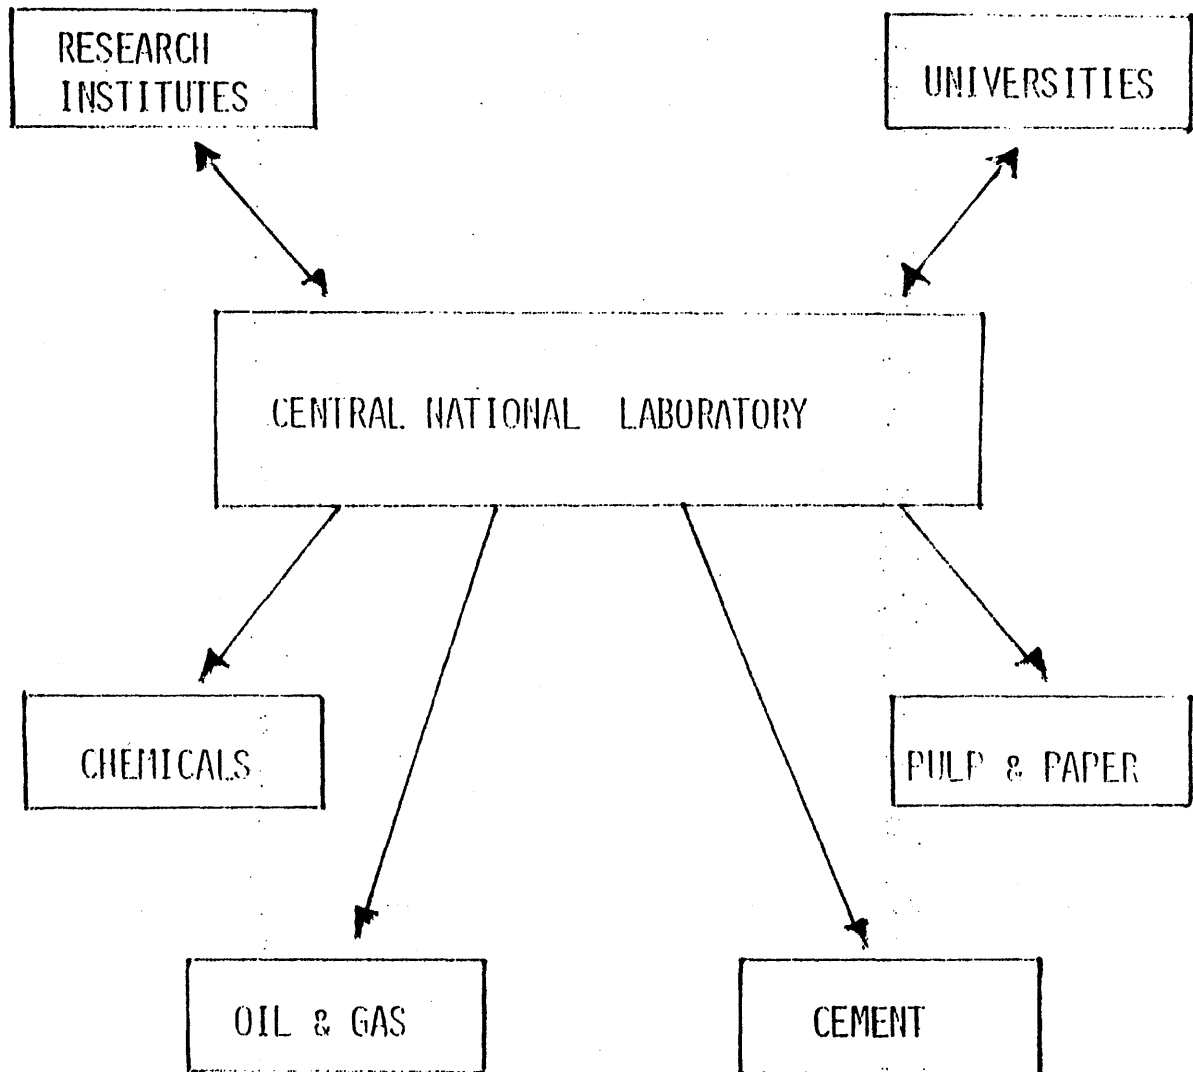 RESEARCH
INSTITUTES
UNIVERSITIES
CENTRAL NATIONAL LABORATORY
CHEMICALS
PULP & PAPER
OIL & GAS
CEMENT